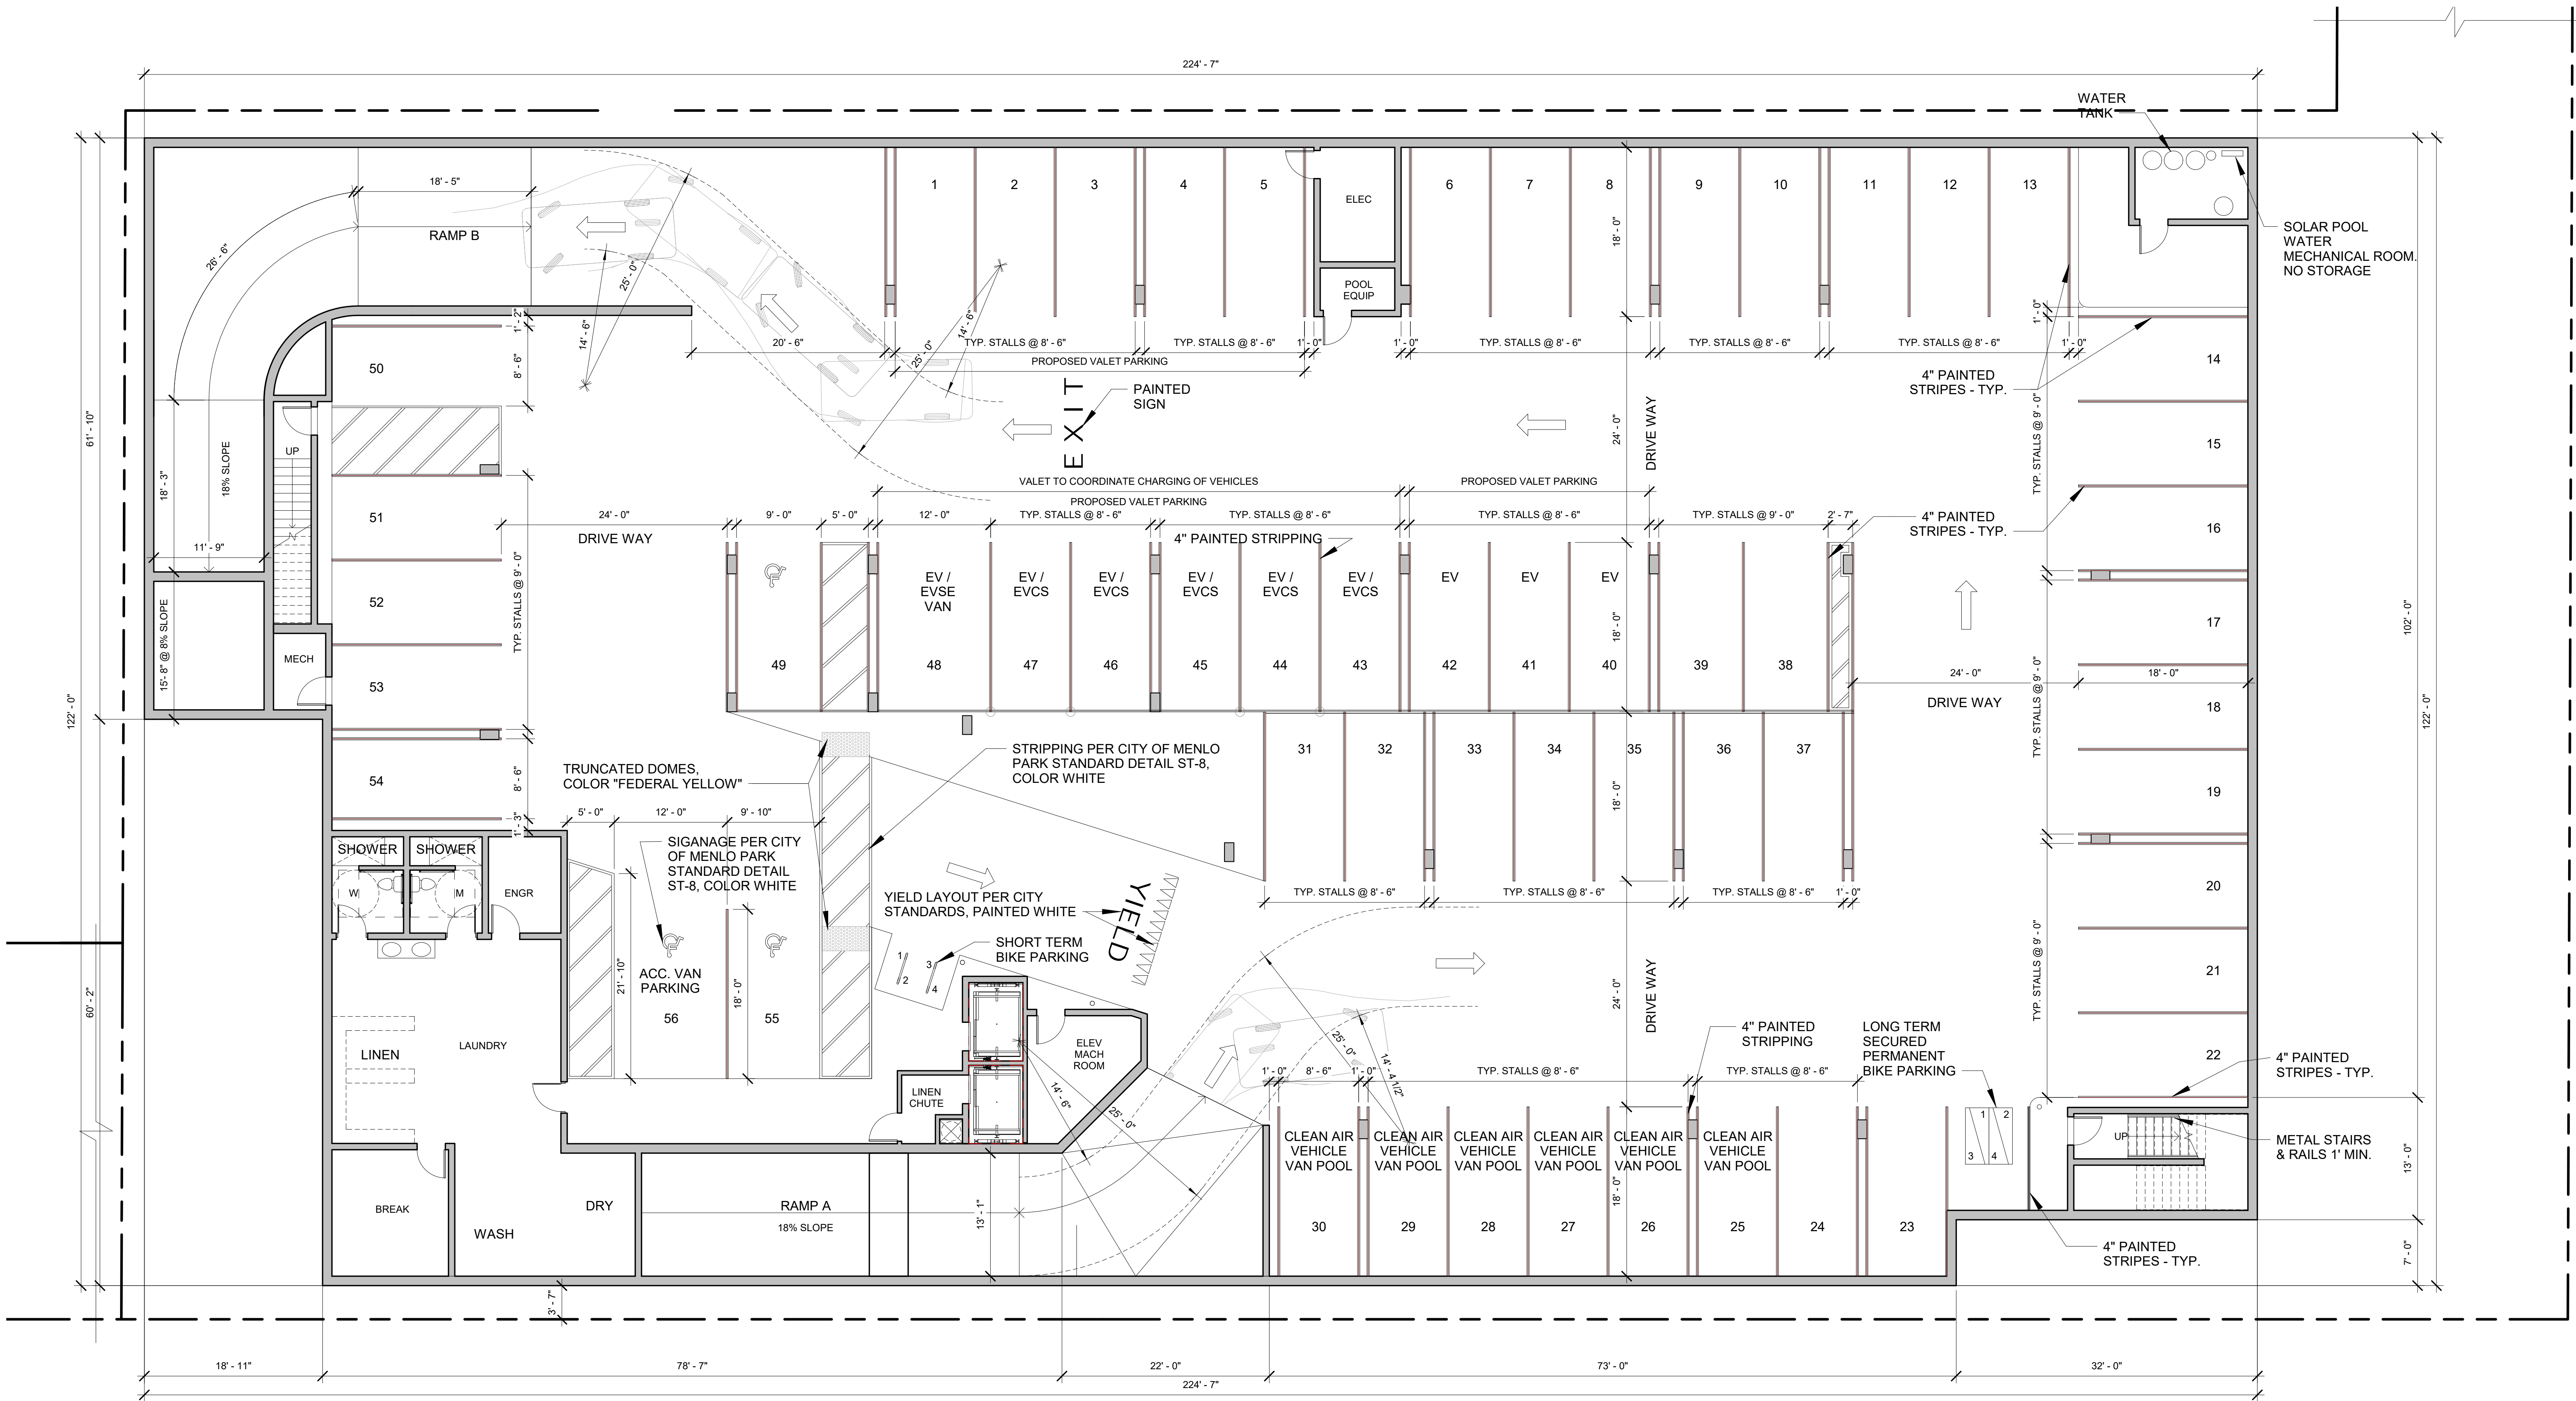 224' - 7"
WATER
TANK
18' - 5"
1
2
3
4
5
ELEC
6
7
8
9
10
11
12
13
18' - 0"
RAMP B
26' - 6"
25' - 0"
14' - 6"
SOLAR POOL
WATER
MECHANICAL ROOM.
NO STORAGE
POOL
EQUIP
1' - 2"
1' - 0"
20' - 6"
TYP. STALLS @ 8' - 6"
TYP. STALLS @ 8' - 6"
1' - 0"
1' - 0"
TYP. STALLS @ 8' - 6"
TYP. STALLS @ 8' - 6"
TYP. STALLS @ 8' - 6"
1' - 0"
PROPOSED VALET PARKING
14' - 6"
25' - 0"
50
8' - 6"
14
EXIT
PAINTED
SIGN
4" PAINTED
STRIPES - TYP.
61' - 10"
24' - 0"
DRIVE WAY
TYP. STALLS @ 9' - 0"
15
UP
18% SLOPE
18' - 3"
VALET TO COORDINATE CHARGING OF VEHICLES
PROPOSED VALET PARKING
PROPOSED VALET PARKING
51
24' - 0"
9' - 0"
5' - 0"
12' - 0"
TYP. STALLS @ 8' - 6"
TYP. STALLS @ 8' - 6"
TYP. STALLS @ 8' - 6"
TYP. STALLS @ 9' - 0"
2' - 7"
4" PAINTED
STRIPES - TYP.
16
DRIVE WAY
4" PAINTED STRIPPING
11' - 9"
EV /
EVSE
VAN
EV /
EVCS
EV /
EVCS
EV /
EVCS
EV /
EVCS
EV /
EVCS
EV
EV
EV
52
TYP. STALLS @ 9' - 0"
17
102' - 0"
15'- 8" @ 8% SLOPE
MECH
18' - 0"
49
48
47
46
45
44
43
42
41
40
39
38
53
24' - 0"
18' - 0"
DRIVE WAY
TYP. STALLS @ 9' - 0"
18
122' - 0"
122' - 0"
31
32
33
34
35
36
37
STRIPPING PER CITY OF MENLO
PARK STANDARD DETAIL ST-8,
COLOR WHITE
TRUNCATED DOMES,
COLOR "FEDERAL YELLOW"
54
8' - 6"
18' - 0"
19
5' - 0"
12' - 0"
9' - 10"
1' - 3"
SIGANAGE PER CITY
OF MENLO PARK
STANDARD DETAIL
ST-8, COLOR WHITE
SHOWER
SHOWER
W
M
ENGR
YIELD LAYOUT PER CITY
STANDARDS, PAINTED WHITE
YIELD
TYP. STALLS @ 8' - 6"
TYP. STALLS @ 8' - 6"
TYP. STALLS @ 8' - 6"
1' - 0"
20
SHORT TERM
BIKE PARKING
1
2
3
4
21' - 10"
ACC. VAN
PARKING
18' - 0"
56
55
24' - 0"
DRIVE WAY
TYP. STALLS @ 9' - 0"
21
60' - 2"
LINEN
LAUNDRY
ELEV
MACH
ROOM
25' - 0"
14' - 4 1/2"
4" PAINTED
STRIPPING
LONG TERM
SECURED
PERMANENT
BIKE PARKING
22
4" PAINTED
STRIPES - TYP.
1' - 0"
8' - 6"
1' - 0"
TYP. STALLS @ 8' - 6"
TYP. STALLS @ 8' - 6"
LINEN
CHUTE
14' - 6"
25' - 0"
CLEAN AIR
VEHICLE
VAN POOL
CLEAN AIR
VEHICLE
VAN POOL
CLEAN AIR
VEHICLE
VAN POOL
CLEAN AIR
VEHICLE
VAN POOL
CLEAN AIR
VEHICLE
VAN POOL
CLEAN AIR
VEHICLE
VAN POOL
1
2
3
4
UP
METAL STAIRS
& RAILS 1' MIN.
13' - 0"
BREAK
DRY
WASH
RAMP A
18% SLOPE
13' - 1"
18' - 0"
30
29
28
27
26
25
24
23
4" PAINTED
STRIPES - TYP.
7' - 0"
3' - 7"
18' - 11"
78' - 7"
22' - 0"
73' - 0"
32' - 0"
224' - 7"